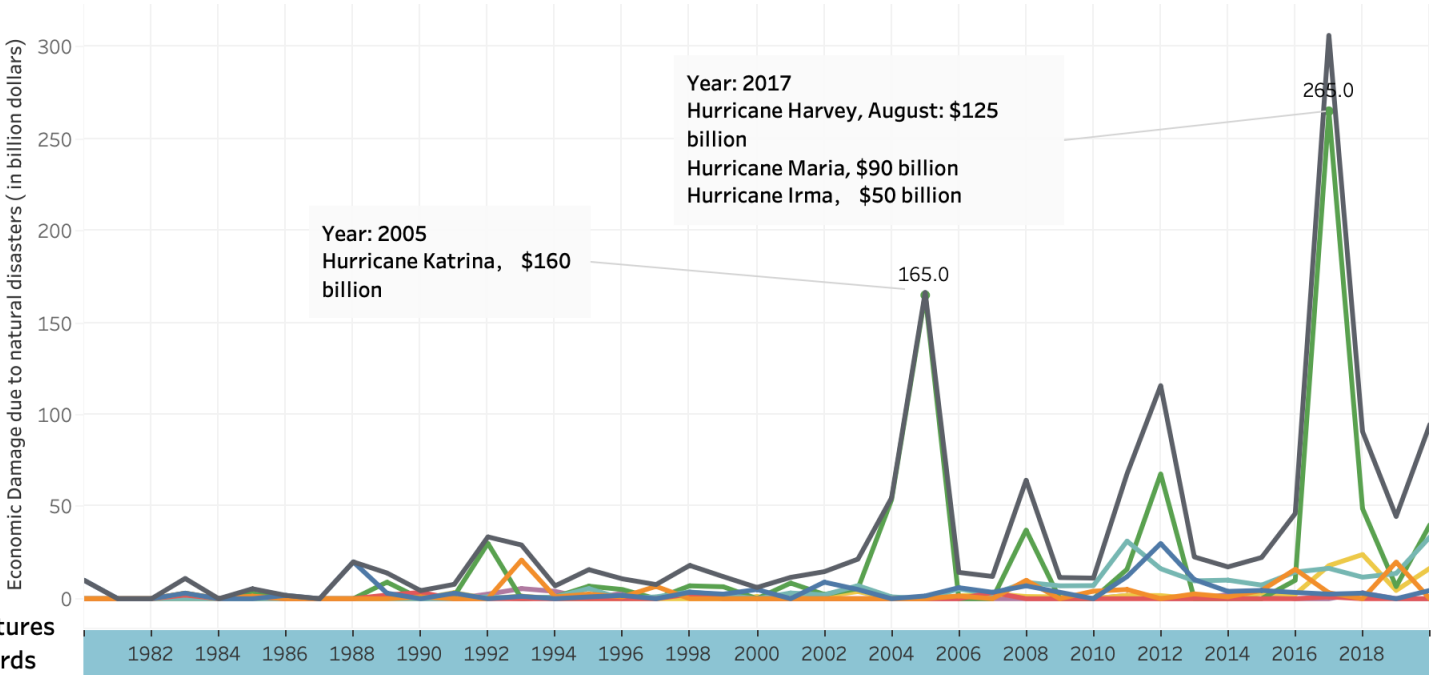 Economic Damage due to natural disasters ( in billion dollars)
300
250
200
150
100
50
0
Year: 2017
Hurricane Harvey, August: $125
billion
Hurricane Maria, $90 billion
Hurricane Irma, $50 billion
265.0
Year: 2005
Hurricane Katrina, $160
billion
165.0
tures
rds
1982 1984 1986 1988 1990 1992 1994 1996 1998 2000 2002 2004 2006 2008 2010 2012 2014 2016 2018